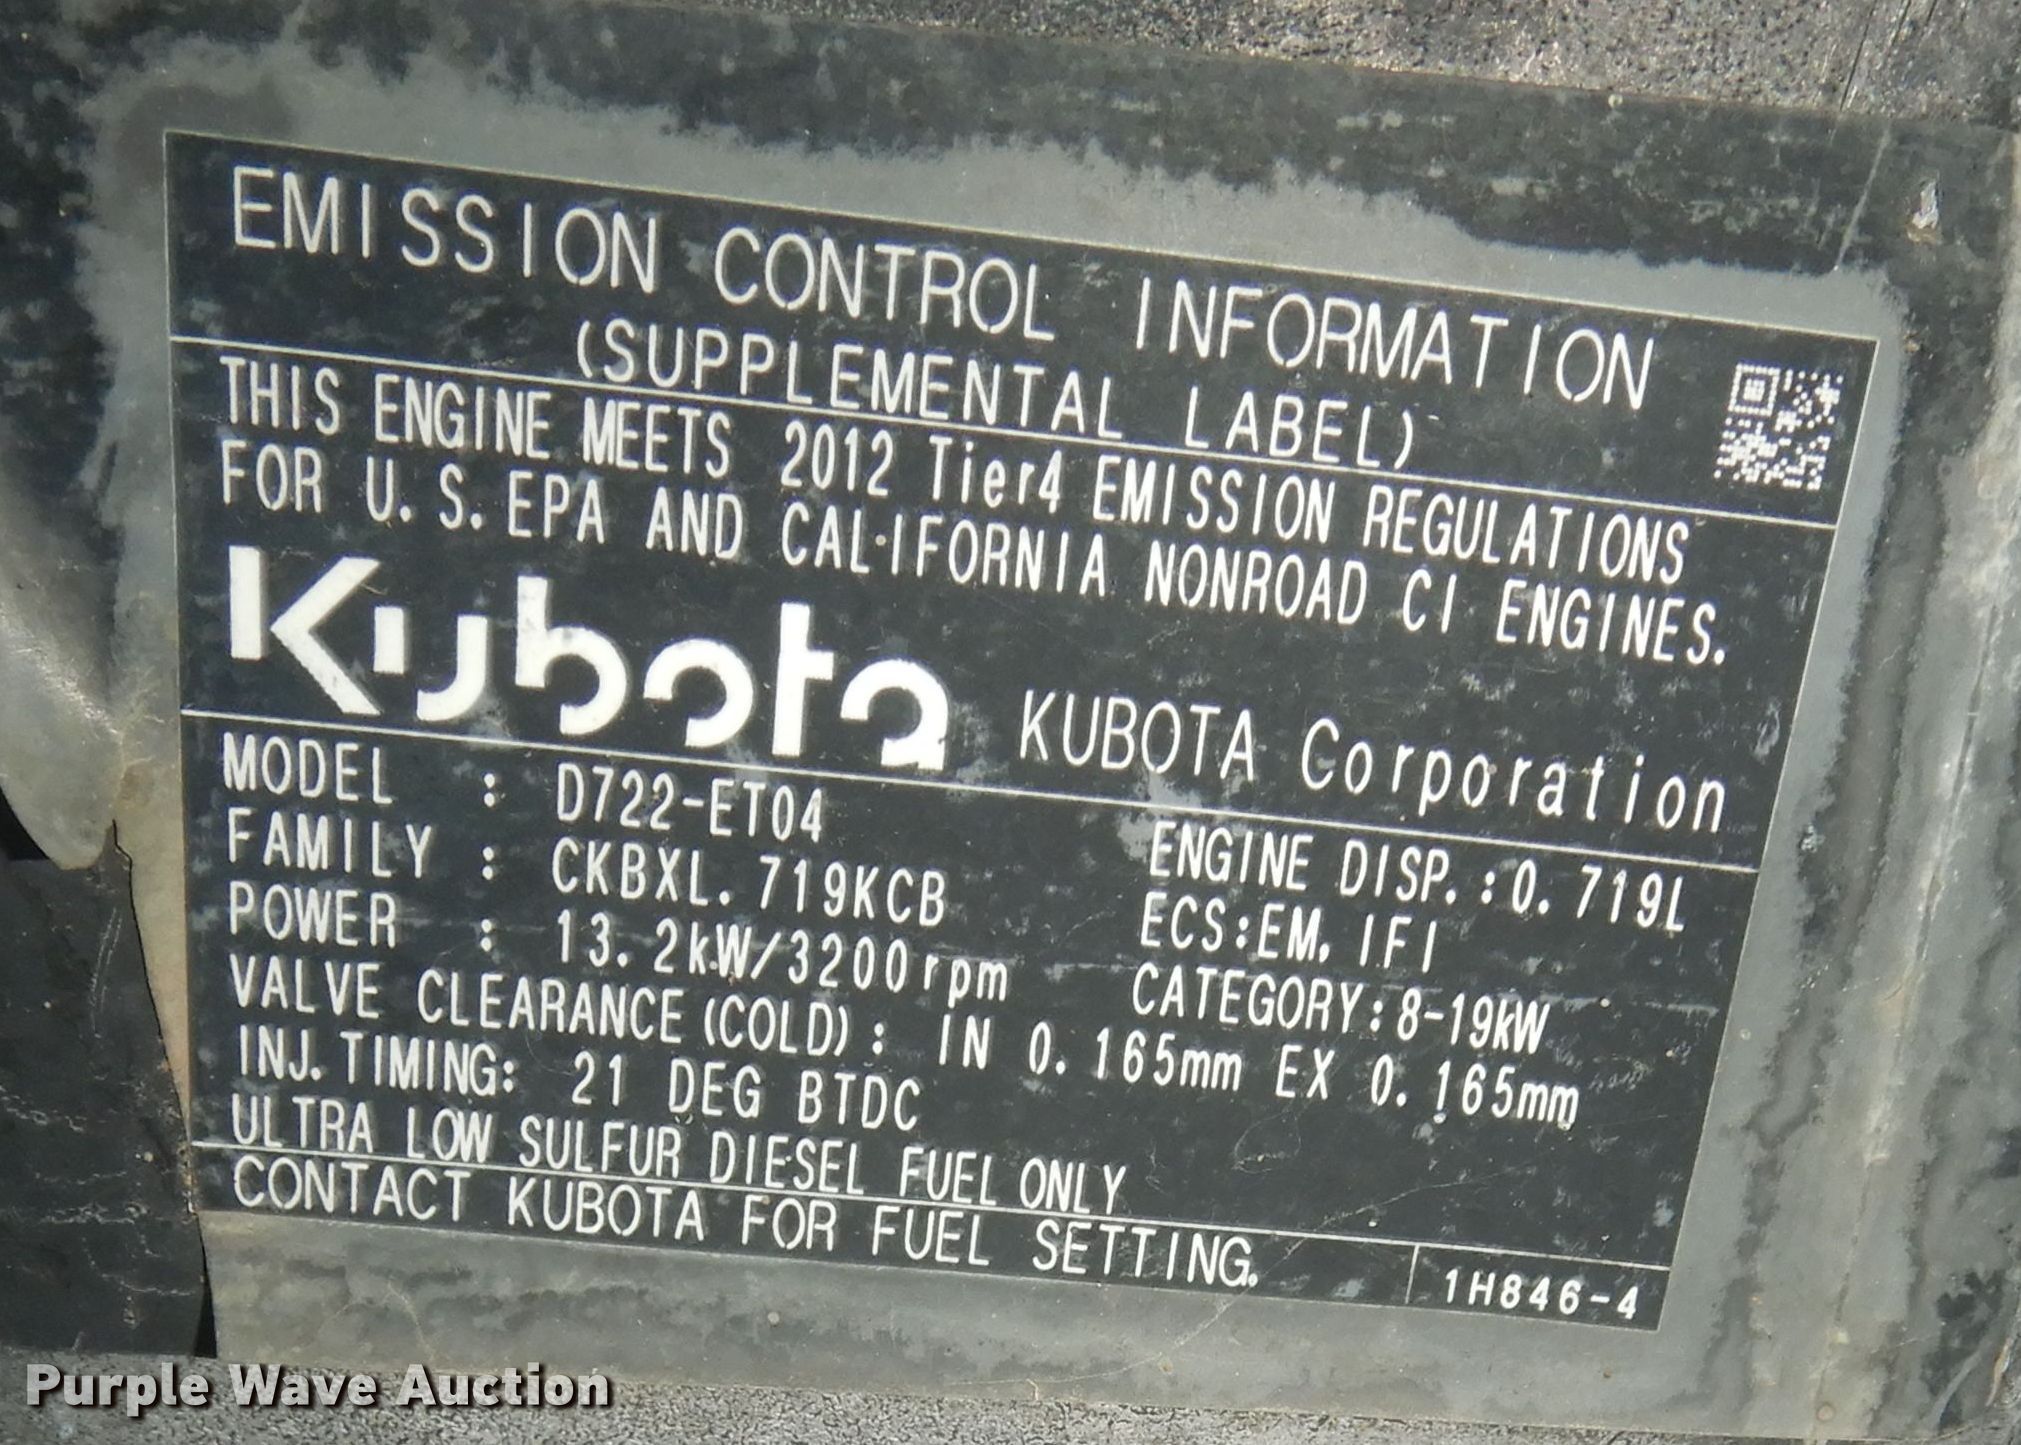 EMISSION CONTROL INFORMATION
(SUPPLEMENTAL LABEL)
THIS ENGINE MEETS 2012 Tier4 EMISSION REGULATIONS
FOR U.S. EPA AND CALIFORNIA NONROAD CI ENGINES.
Kubota KUBOTA Corporation
MODEL : D722-ET04 ENGINE DISP.:0.719L
FAMILY : CKBXL.719KCB ECS:EM, IFI
POWER : 13.2kW/3200rpm CATEGORY:8-19kW
VALVE CLEARANCE(COLD): IN 0.165mm EX 0.165mm
INJ.TIMING: 21 DEG BTDC
ULTRA LOW SULFUR DIESEL FUEL ONLY
CONTACT KUBOTA FOR FUEL SETTING.
1H846-4
Purple Wave Auction